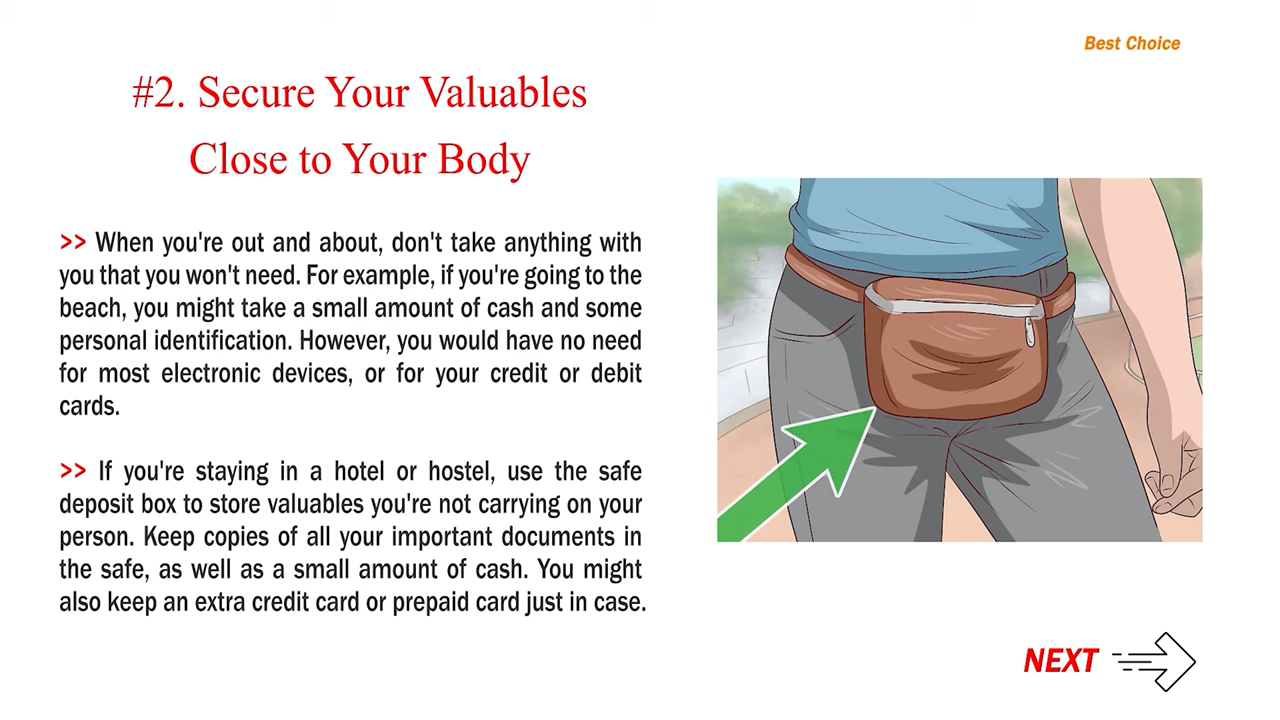 Best Choice
#2. Secure Your Valuables
Close to Your Body
>> When you're out and about, don't take anything with
you that you won't need. For example, if you're going to the
beach, you might take a small amount of cash and some
personal identification. However, you would have no need
for most electronic devices, or for your credit or debit
cards.
>> If you're staying in a hotel or hostel, use the safe
deposit box to store valuables you're not carrying on your
person. Keep copies of all your important documents in
the safe, as well as a small amount of cash. You might
also keep an extra credit card or prepaid card just in case.
NEXT